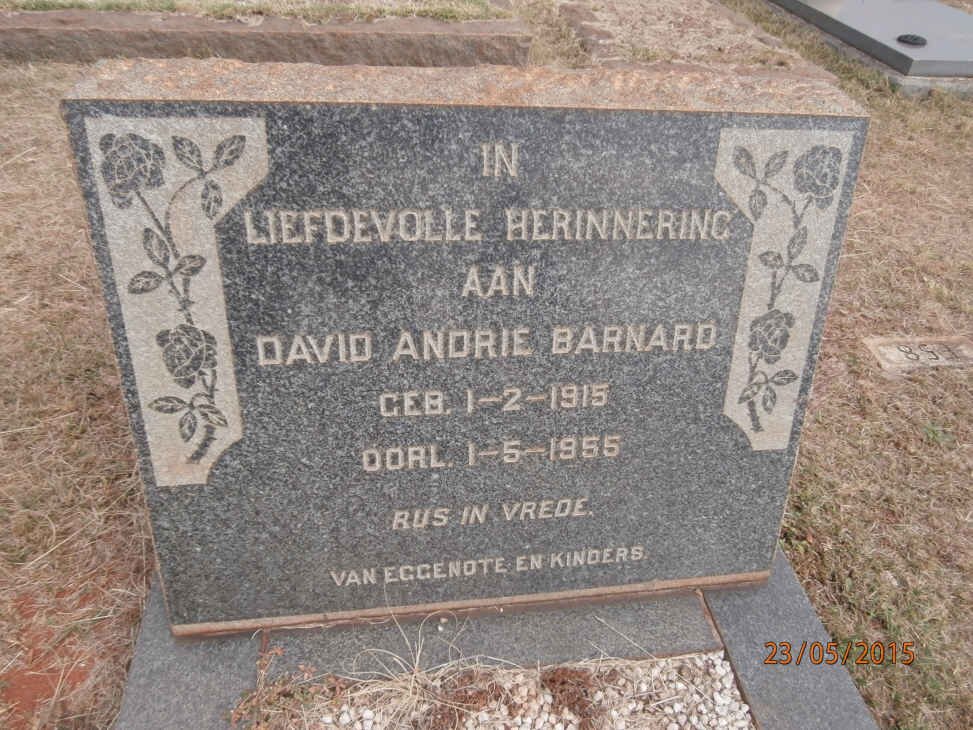 IN
LIEFDEVOLLE HERINNERING
AAN
DAVID ANDRIE BARNARD
GEB. 1-2-1915
OORL. 1-5-1955
RUS IN VREDE.
VAN EGGENOTE EN KINDERS.
23/05/2015